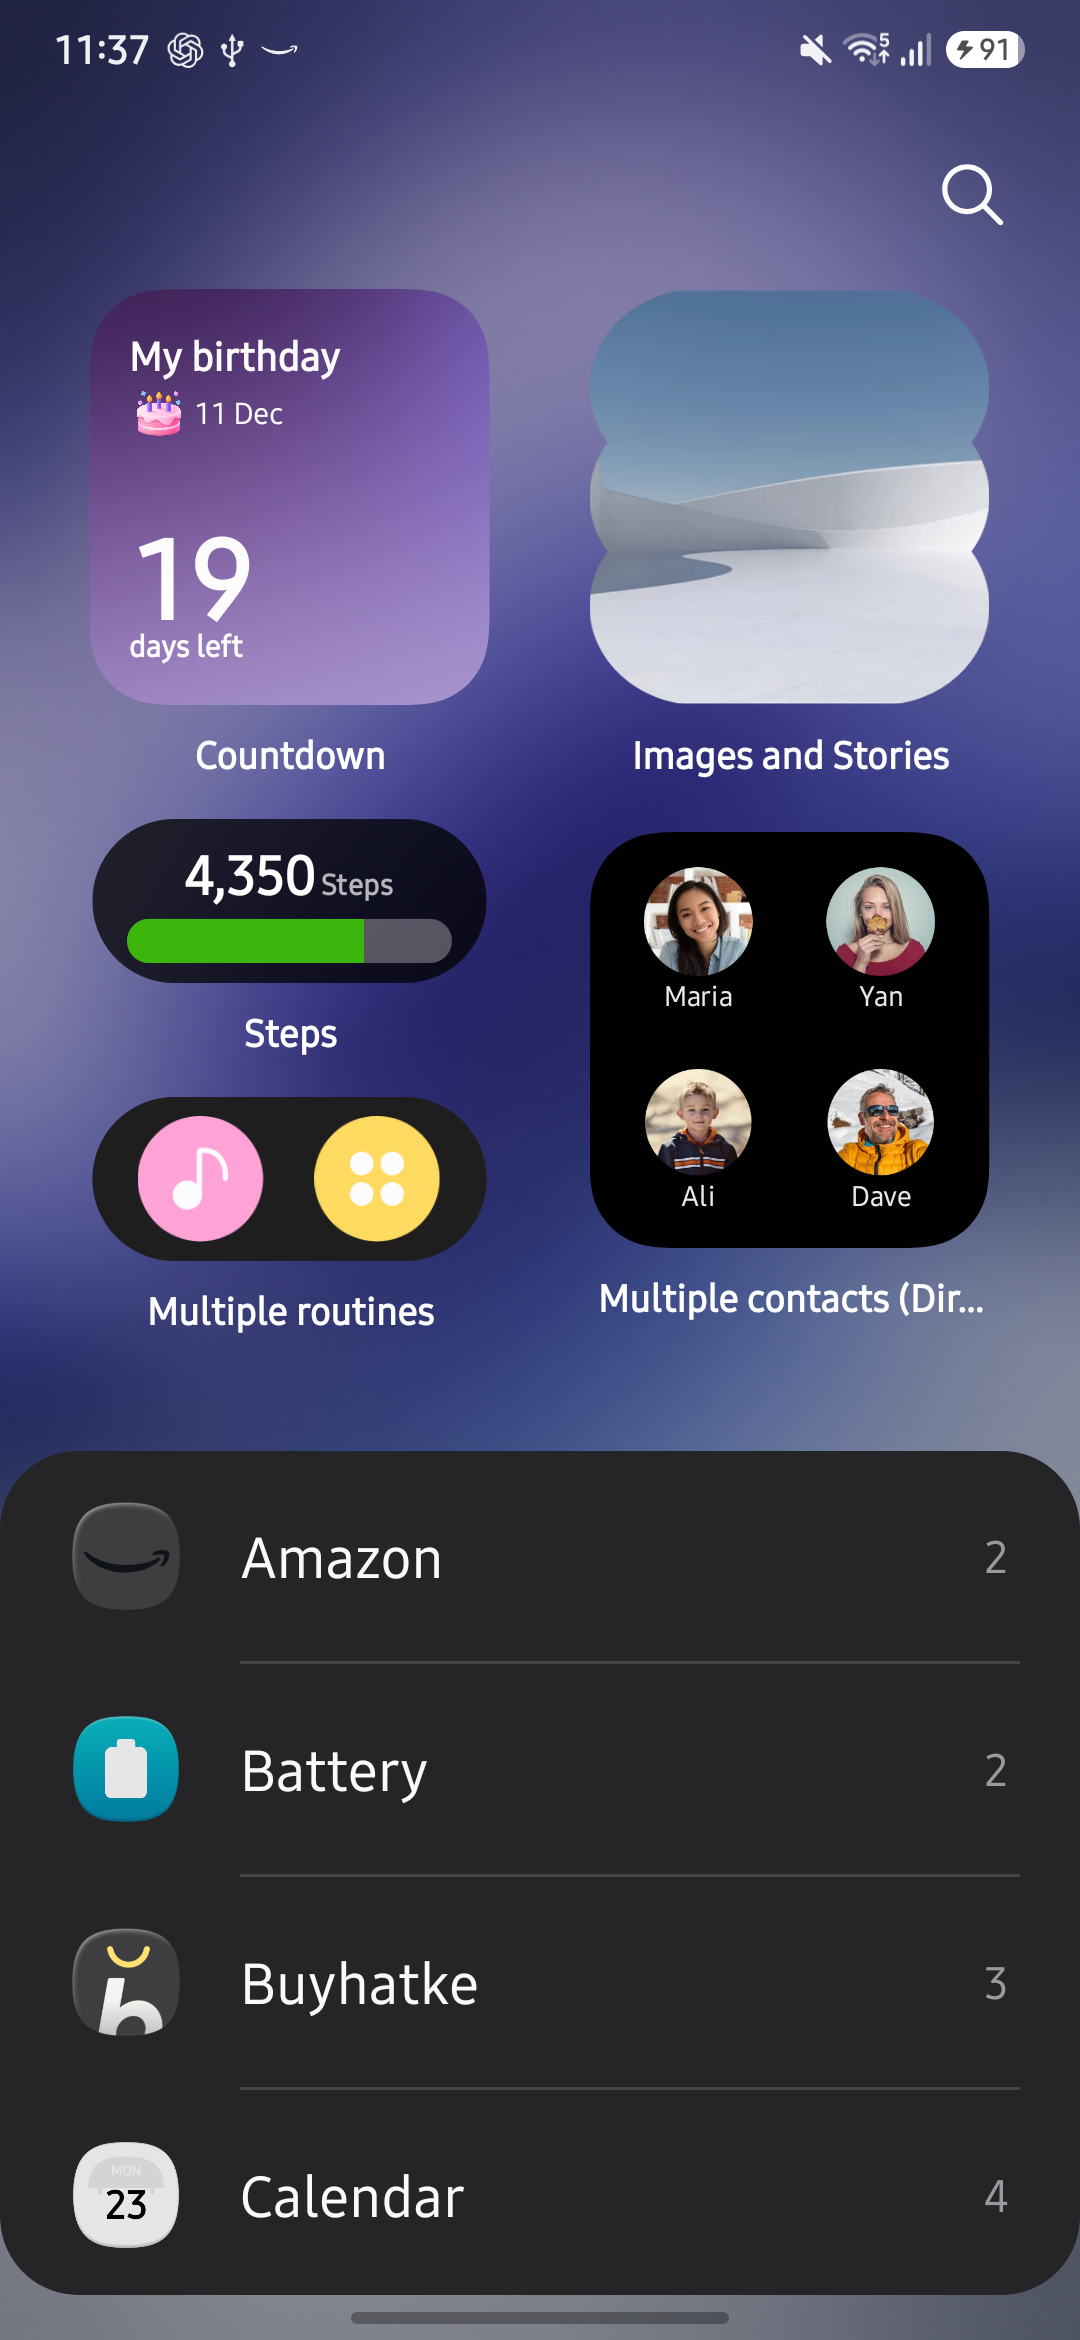 11:37
5
91
My birthday
11 Dec
19
days left
Countdown
Images and Stories
4,350 Steps
Steps
Maria
Yan
Ali
Dave
Multiple routines
Multiple contacts (Dir...
Amazon
2
Battery
2
Buyhatke
3
MON
23
Calendar
4